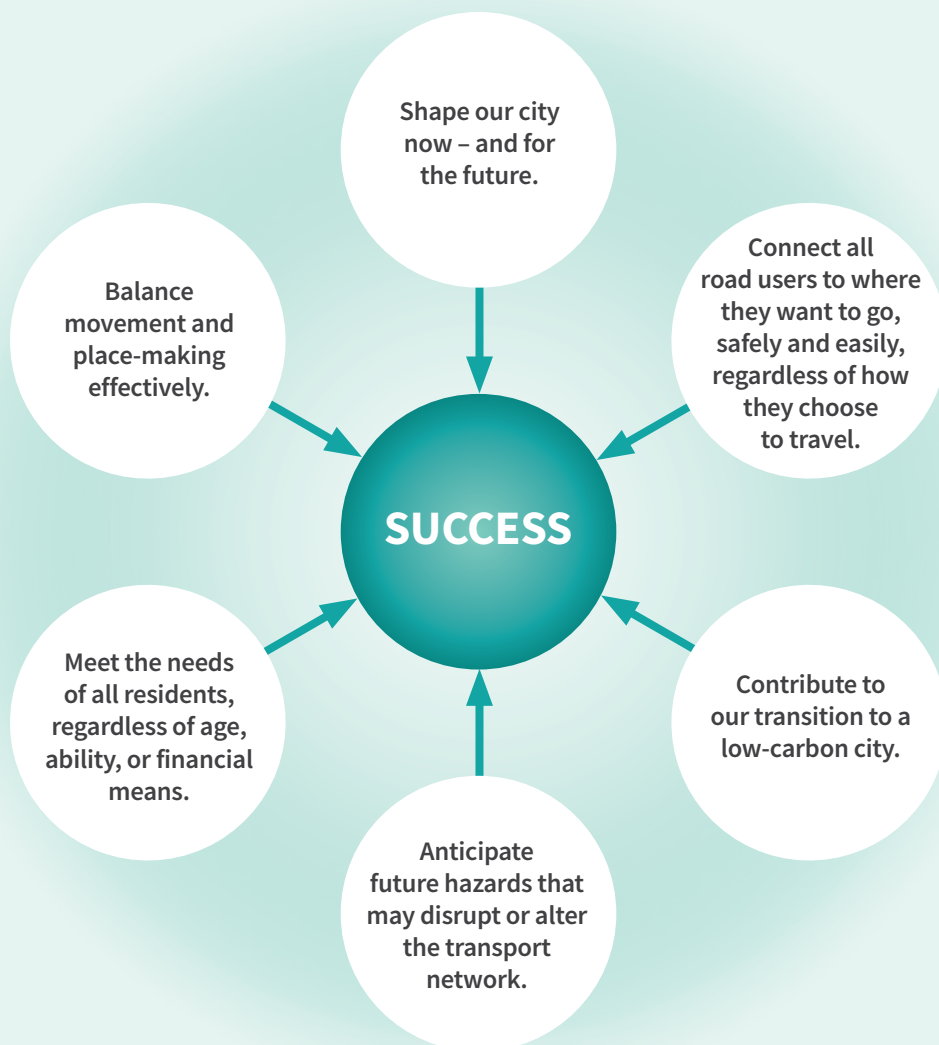 Shape our city
now – and for
the future.
Connect all
road users to where
they want to go,
safely and easily,
regardless of how
they choose
to travel.
Balance
movement and
place-making
effectively.
SUCCESS
Meet the needs
of all residents,
regardless of age,
ability, or financial
means.
Contribute to
our transition to a
low-carbon city.
Anticipate
future hazards that
may disrupt or alter
the transport
network.